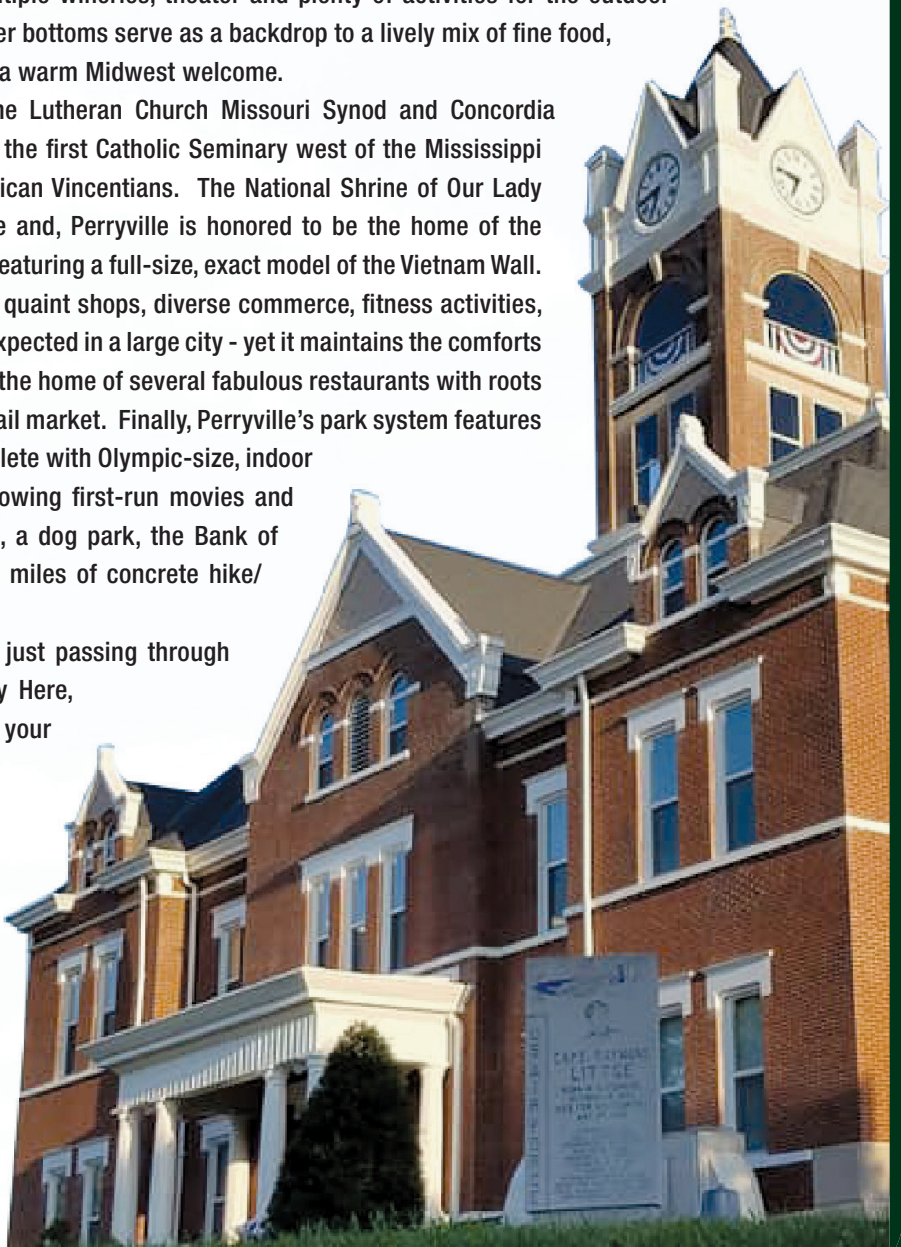 tiple wineries, theater and plenty of activities for the outdoor
er bottoms serve as a backdrop to a lively mix of fine food,
a warm Midwest welcome.
ne Lutheran Church Missouri Synod and Concordia
the first Catholic Seminary west of the Mississippi
rican Vincentians. The National Shrine of Our Lady
e and, Perryville is honored to be the home of the
eaturing a full-size, exact model of the Vietnam Wall.
quaint shops, diverse commerce, fitness activities,
xpected in a large city - yet it maintains the comforts
the home of several fabulous restaurants with roots
ail market. Finally, Perryville's park system features
lete with Olympic-size, indoor
owing first-run movies and
, a dog park, the Bank of
miles of concrete hike/
just passing through
y Here,
your
CAPT. RAYMOND
LITTGE